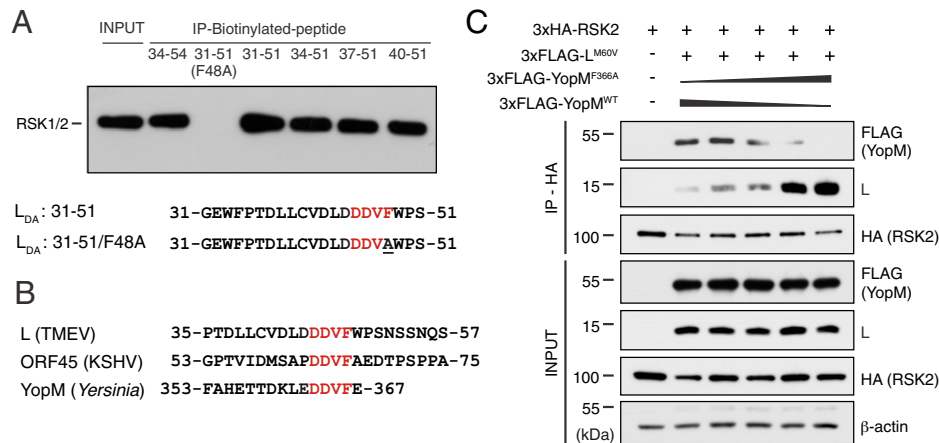 A
INPUT
IP-Biotinylated-peptide
34-54 31-51 31-51 34-51 37-51 40-51
(F48A)
RSK1/2
LDA: 31-51 31-GEWFPTDLLCVDLDDDVFWPS-51
LDA: 31-51/F48A 31-GEWFPTDLLCVDLDDDVAWPS-51
B
L (TMEV) 35-PTDLLCVDLDDDVFWPSNSSNQS-57
ORF45 (KSHV) 53-GPTVIDMSAPDDVFAEDTPSPPA-75
YopM (Yersinia) 353-FAHETTDKLEDDVFE-367
C
3xHA-RSK2 + + + + + +
3xFLAG-LM60V - + + + + +
3xFLAG-YopMF366A -
3xFLAG-YopMWT -
IP - HA
55 FLAG
(YopM)
15 L
100 HA (RSK2)
INPUT
55 FLAG
(YopM)
15 L
100 HA (RSK2)
55
(kDa) β-actin